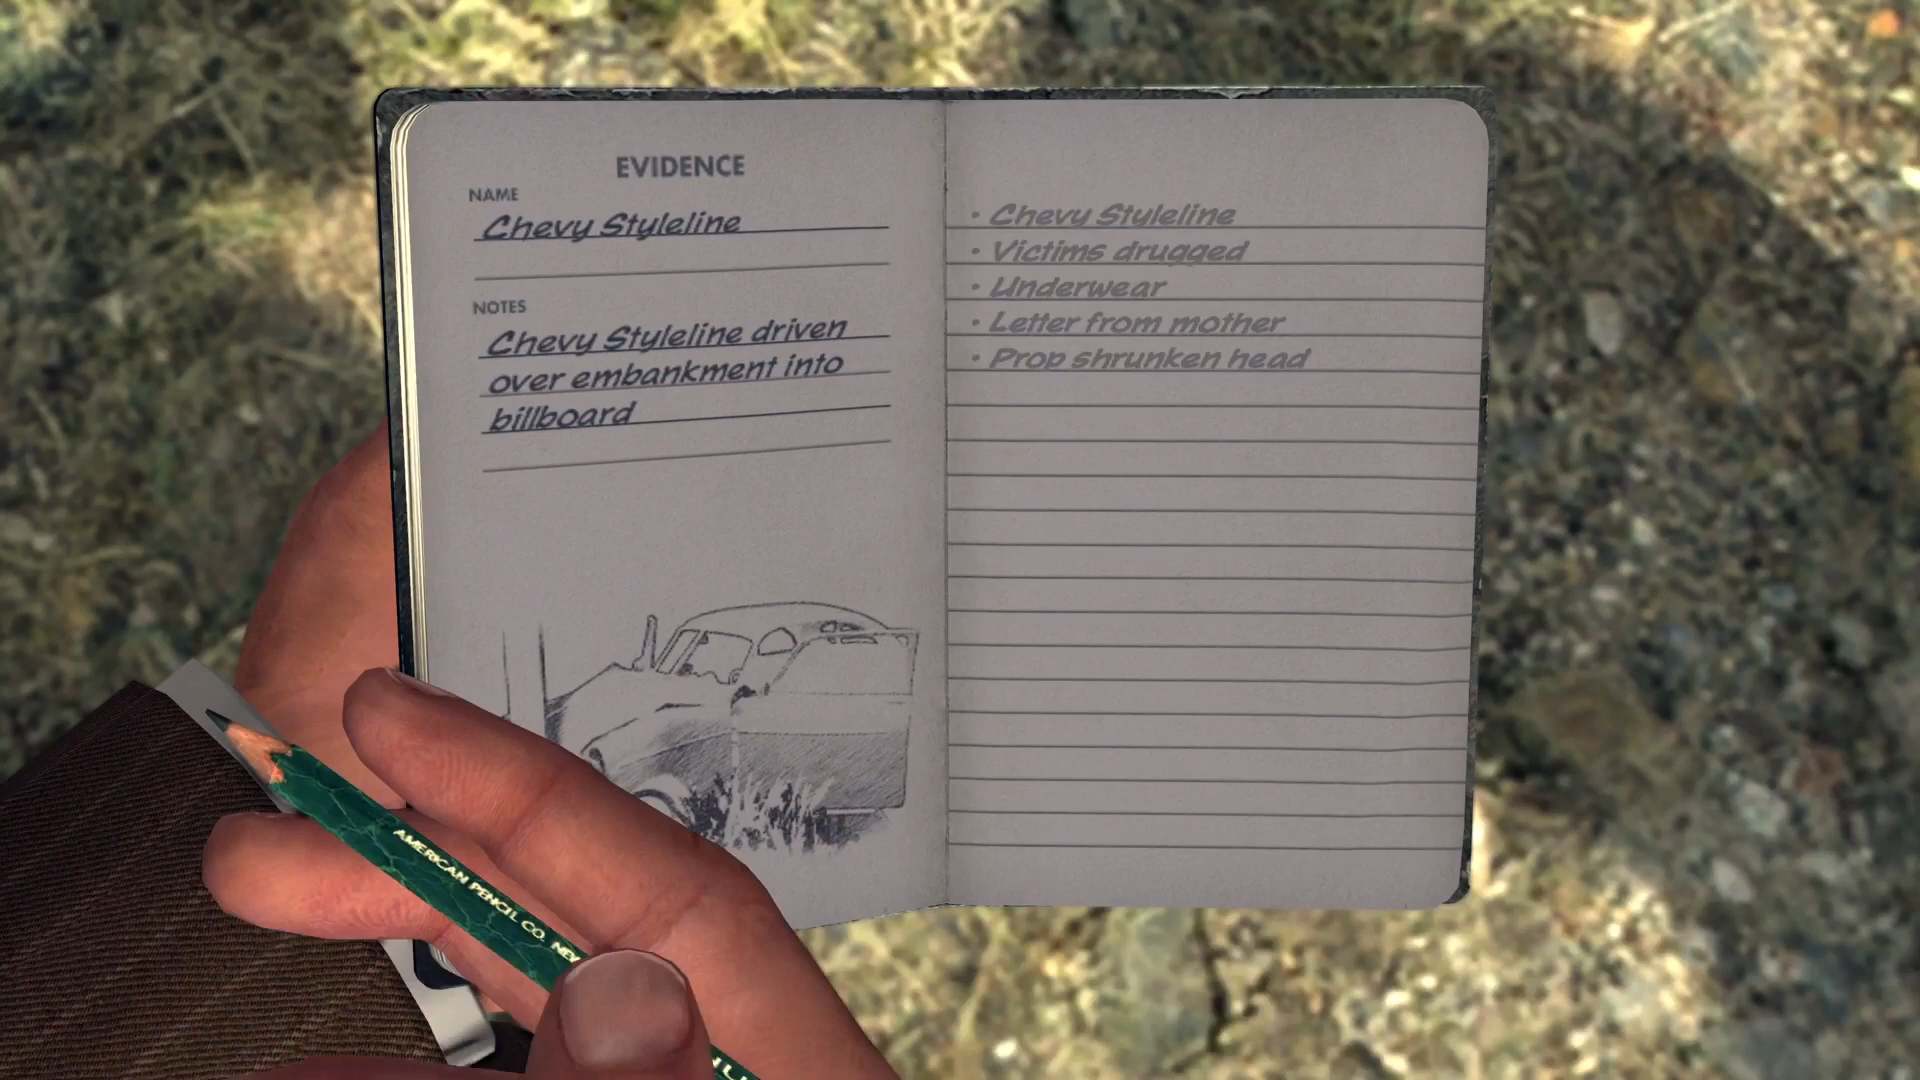 EVIDENCE
NAME
Chevy Styleline
NOTES
Chevy Styleline driven
over embankment into
billboard
• Chevy Styleline
• Victims drugged
• Underwear
• Letter from mother
• Prop shrunken head
AMERICAN PENCIL CO. NEW